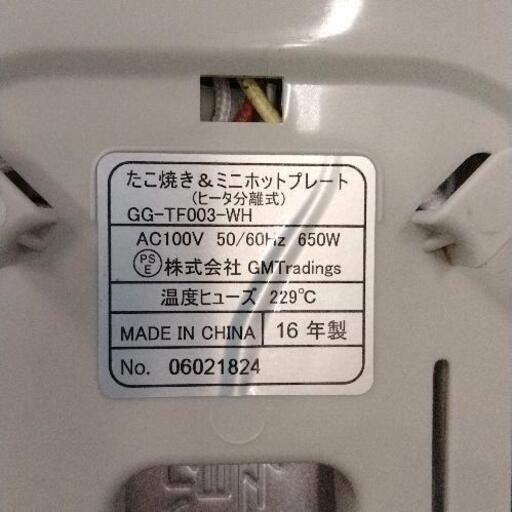 たこ焼き＆ミニホットプレート
(ヒータ分離式)
GG-TF003-WH
AC100V 50/60Hz 650W
PSE 株式会社 GMTradings
温度ヒューズ 229℃
MADE IN CHINA 16 年製
No. 06021824